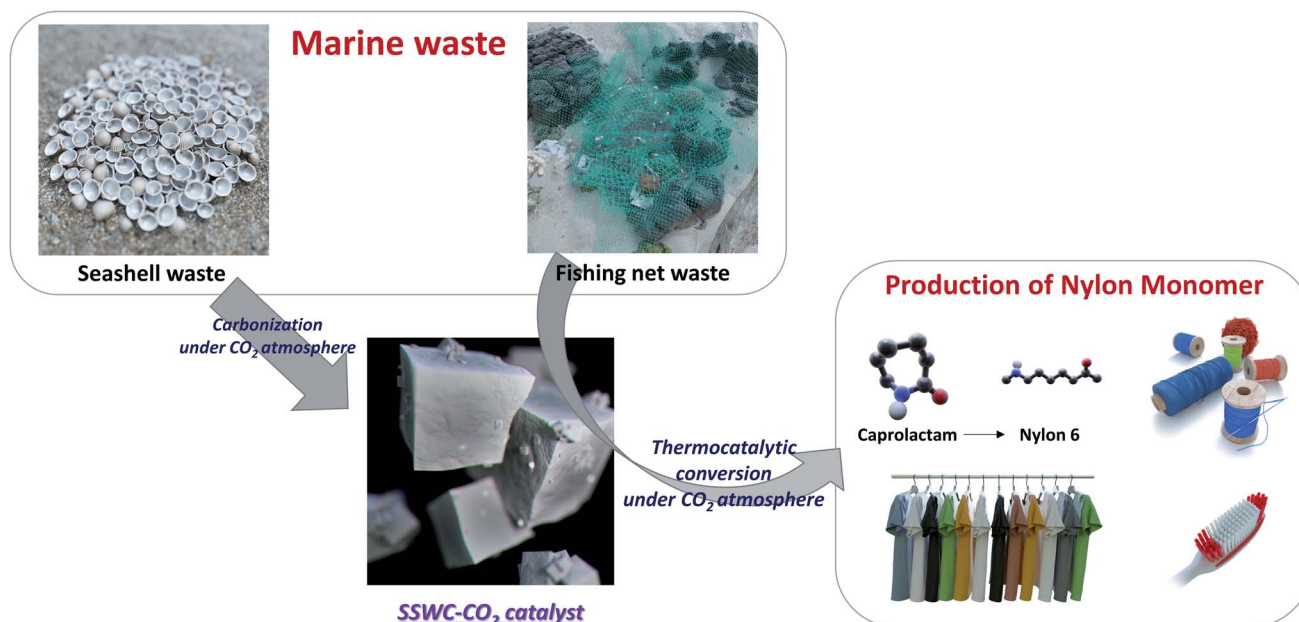 Marine waste
Seashell waste
Fishing net waste
Carbonization
under CO₂ atmosphere
SSWC-CO₂ catalyst
Thermocatalytic
conversion
under CO₂ atmosphere
Production of Nylon Monomer
Caprolactam → Nylon 6